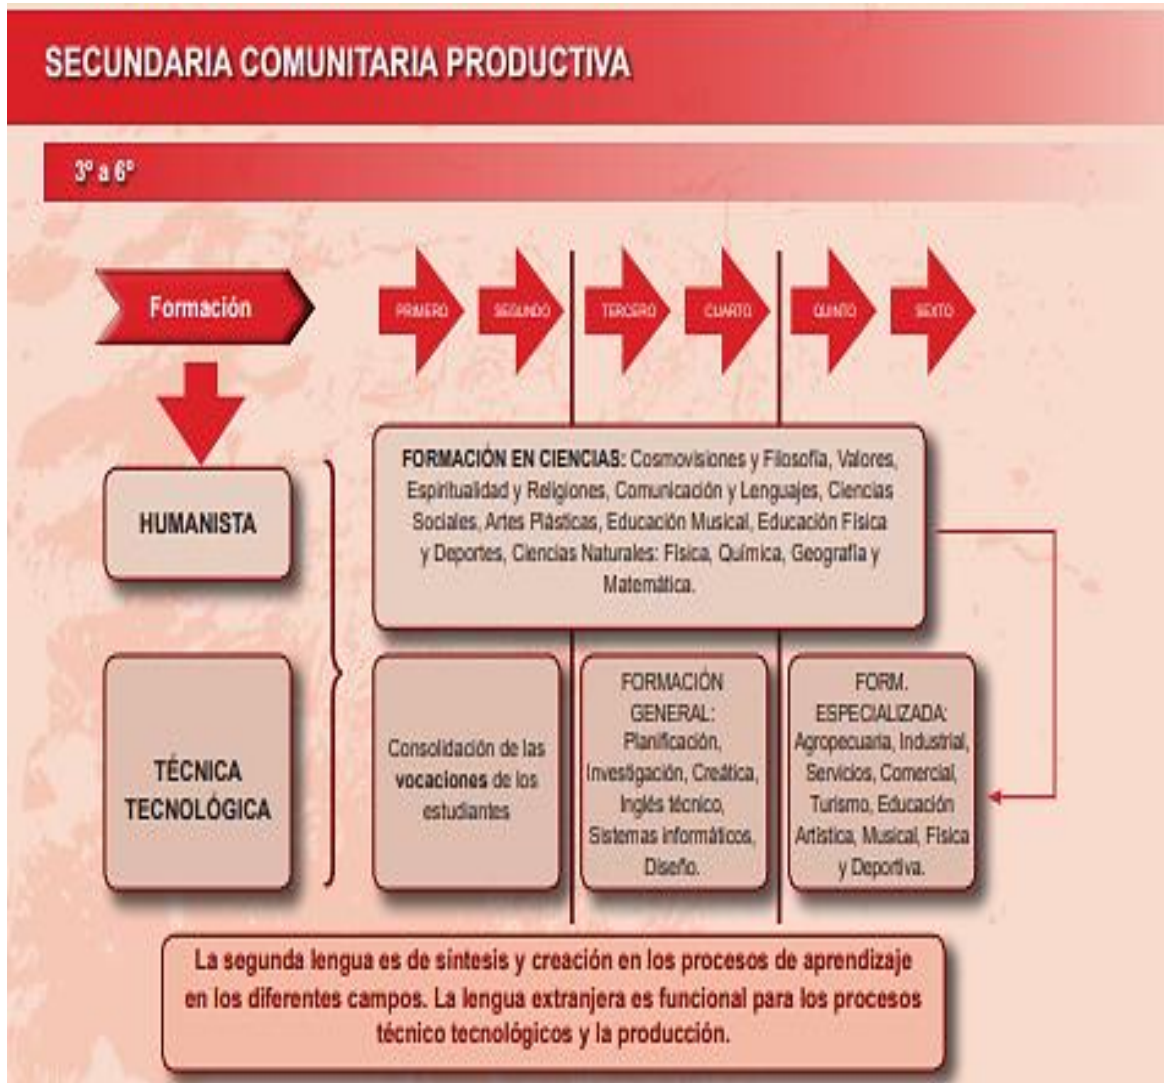 SECUNDARIA COMUNITARIA PRODUCTIVA
3º a 6º
Formación
PRIMERO
SEGUNDO
TERCERO
CUARTO
QUINTO
SEXTO
HUMANISTA
FORMACIÓN EN CIENCIAS: Cosmovisiones y Filosofía, Valores,
Espiritualidad y Religiones, Comunicación y Lenguajes, Ciencias
Sociales, Artes Plásticas, Educación Musical, Educación Física
y Deportes, Ciencias Naturales: Física, Química, Geografía y
Matemática.
TÉCNICA
TECNOLÓGICA
Consolidación de las
vocaciones de los
estudiantes
FORMACIÓN
GENERAL:
Planificación,
Investigación, Creática,
Inglés técnico,
Sistemas informáticos,
Diseño.
FORM.
ESPECIALIZADA:
Agropecuaria, Industrial,
Servicios, Comercial,
Turismo, Educación
Artística, Musical, Física
y Deportiva.
La segunda lengua es de síntesis y creación en los procesos de aprendizaje
en los diferentes campos. La lengua extranjera es funcional para los procesos
técnico tecnológicos y la producción.